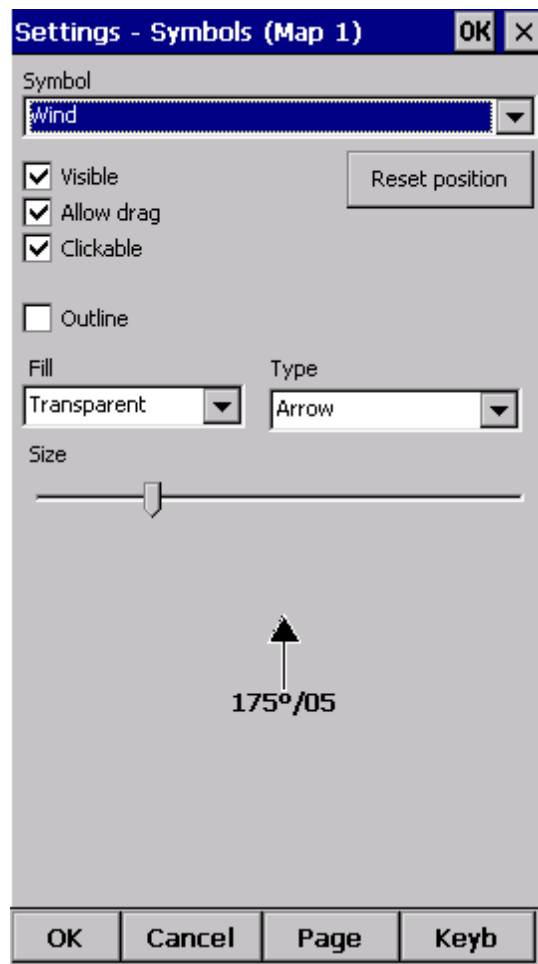 Settings - Symbols (Map 1) OK
Symbol
Wind
Visible
Reset position
Allow drag
Clickable
Outline
Fill Type
Transparent Arrow
Size
175º/05
OK Cancel Page Keyb